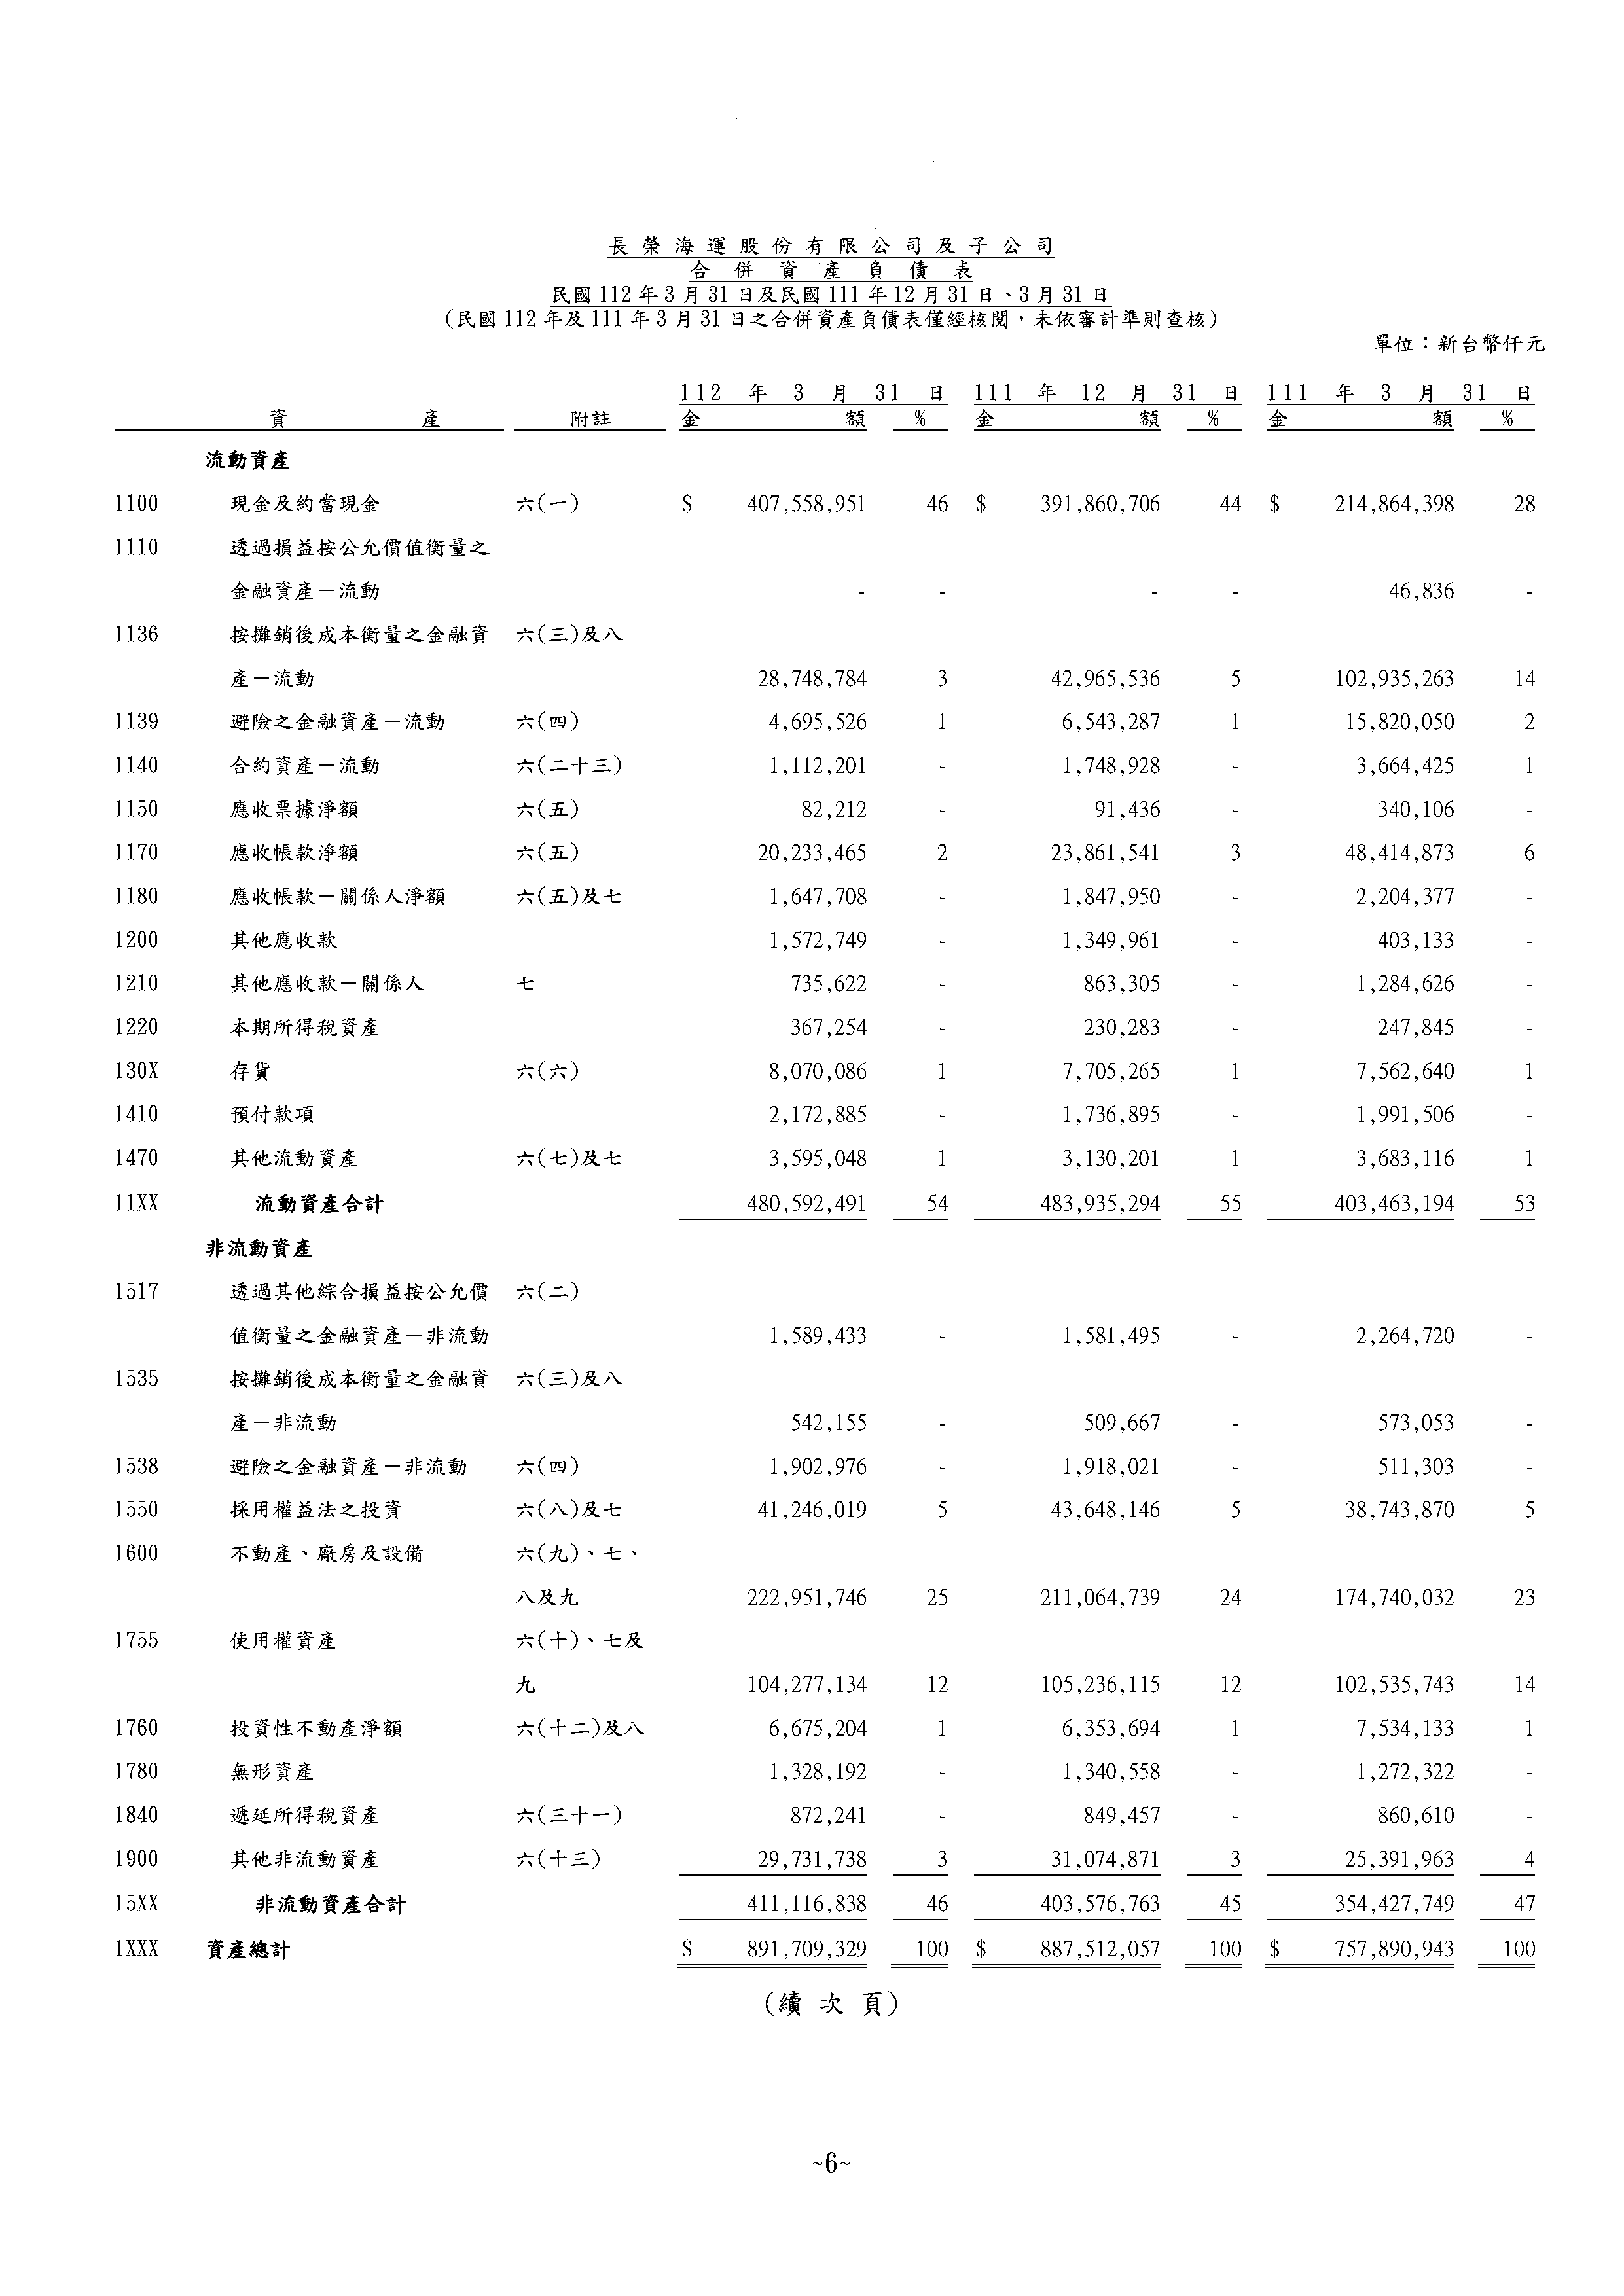 長榮海運股份有限公司及子公司
合併資產負債表
民國112年3月31日及民國111年12月31日、3月31日
(民國112年及111年3月31日之合併資產負債表僅經核閱，未依審計準則查核)
單位：新台幣仟元
112 年 3 月 31 日 111 年 12 月 31 日 111 年 3 月 31 日
資 產 附註 金 額 % 金 額 % 金 額 %
流動資產
1100 現金及約當現金 六(一) $ 407,558,951 46 $ 391,860,706 44 $ 214,864,398 28
1110 透過損益按公允價值衡量之
金融資產－流動 - - - - 46,836 -
1136 按攤銷後成本衡量之金融資 六(三)及八
產－流動 28,748,784 3 42,965,536 5 102,935,263 14
1139 避險之金融資產－流動 六(四) 4,695,526 1 6,543,287 1 15,820,050 2
1140 合約資產－流動 六(二十三) 1,112,201 - 1,748,928 - 3,664,425 1
1150 應收票據淨額 六(五) 82,212 - 91,436 - 340,106 -
1170 應收帳款淨額 六(五) 20,233,465 2 23,861,541 3 48,414,873 6
1180 應收帳款－關係人淨額 六(五)及七 1,647,708 - 1,847,950 - 2,204,377 -
1200 其他應收款 1,572,749 - 1,349,961 - 403,133 -
1210 其他應收款－關係人 七 735,622 - 863,305 - 1,284,626 -
1220 本期所得稅資產 367,254 - 230,283 - 247,845 -
130X 存貨 六(六) 8,070,086 1 7,705,265 1 7,562,640 1
1410 預付款項 2,172,885 - 1,736,895 - 1,991,506 -
1470 其他流動資產 六(七)及七 3,595,048 1 3,130,201 1 3,683,116 1
11XX 流動資產合計 480,592,491 54 483,935,294 55 403,463,194 53
非流動資產
1517 透過其他綜合損益按公允價 六(二)
值衡量之金融資產－非流動 1,589,433 - 1,581,495 - 2,264,720 -
1535 按攤銷後成本衡量之金融資 六(三)及八
產－非流動 542,155 - 509,667 - 573,053 -
1538 避險之金融資產－非流動 六(四) 1,902,976 - 1,918,021 - 511,303 -
1550 採用權益法之投資 六(八)及七 41,246,019 5 43,648,146 5 38,743,870 5
1600 不動產、廠房及設備 六(九)、七、
八及九 222,951,746 25 211,064,739 24 174,740,032 23
1755 使用權資產 六(十)、七及
九 104,277,134 12 105,236,115 12 102,535,743 14
1760 投資性不動產淨額 六(十二)及八 6,675,204 1 6,353,694 1 7,534,133 1
1780 無形資產 1,328,192 - 1,340,558 - 1,272,322 -
1840 遞延所得稅資產 六(三十一) 872,241 - 849,457 - 860,610 -
1900 其他非流動資產 六(十三) 29,731,738 3 31,074,871 3 25,391,963 4
15XX 非流動資產合計 411,116,838 46 403,576,763 45 354,427,749 47
1XXX 資產總計 $ 891,709,329 100 $ 887,512,057 100 $ 757,890,943 100
(續次頁)
~6~